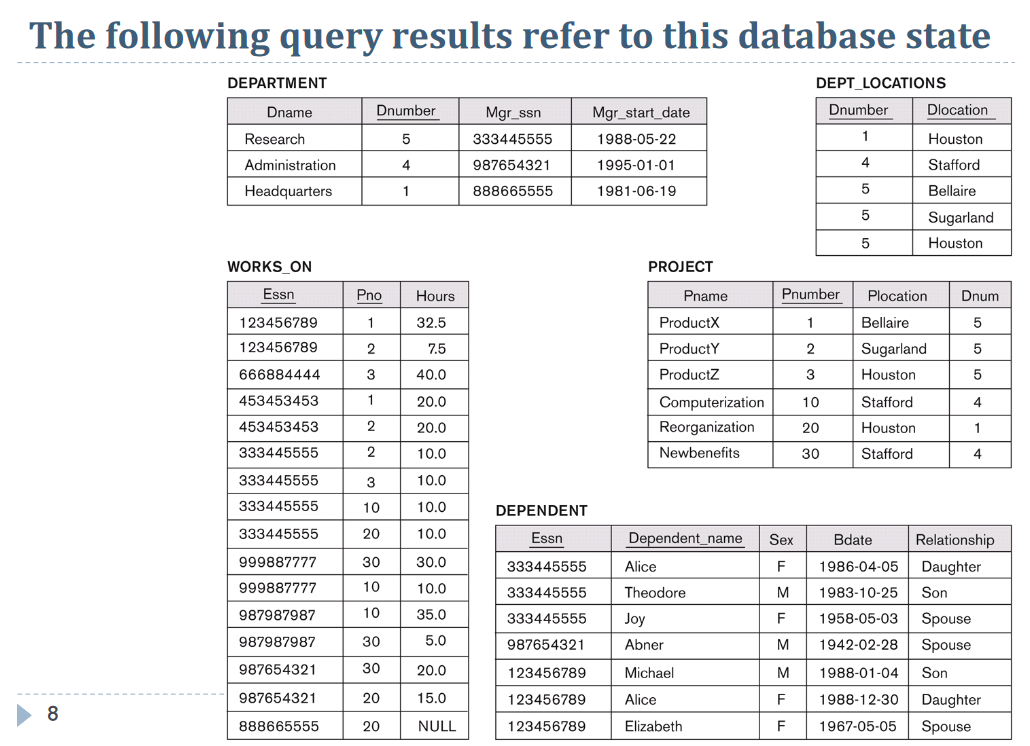 The following query results refer to this database state
DEPARTMENT
Dname Dnumber Mgr_ssn Mgr_start_date
Research 5 333445555 1988-05-22
Administration 4 987654321 1995-01-01
Headquarters 1 888665555 1981-06-19
DEPT_LOCATIONS
Dnumber Dlocation
1 Houston
4 Stafford
5 Bellaire
5 Sugarland
5 Houston
WORKS_ON
Essn Pno Hours
123456789 1 32.5
123456789 2 7.5
666884444 3 40.0
453453453 1 20.0
453453453 2 20.0
333445555 2 10.0
333445555 3 10.0
333445555 10 10.0
333445555 20 10.0
999887777 30 30.0
999887777 10 10.0
987987987 10 35.0
987987987 30 5.0
987654321 30 20.0
987654321 20 15.0
888665555 20 NULL
PROJECT
Pname Pnumber Plocation Dnum
ProductX 1 Bellaire 5
ProductY 2 Sugarland 5
ProductZ 3 Houston 5
Computerization 10 Stafford 4
Reorganization 20 Houston 1
Newbenefits 30 Stafford 4
DEPENDENT
Essn Dependent_name Sex Bdate Relationship
333445555 Alice F 1986-04-05 Daughter
333445555 Theodore M 1983-10-25 Son
333445555 Joy F 1958-05-03 Spouse
987654321 Abner M 1942-02-28 Spouse
123456789 Michael M 1988-01-04 Son
123456789 Alice F 1988-12-30 Daughter
123456789 Elizabeth F 1967-05-05 Spouse
8